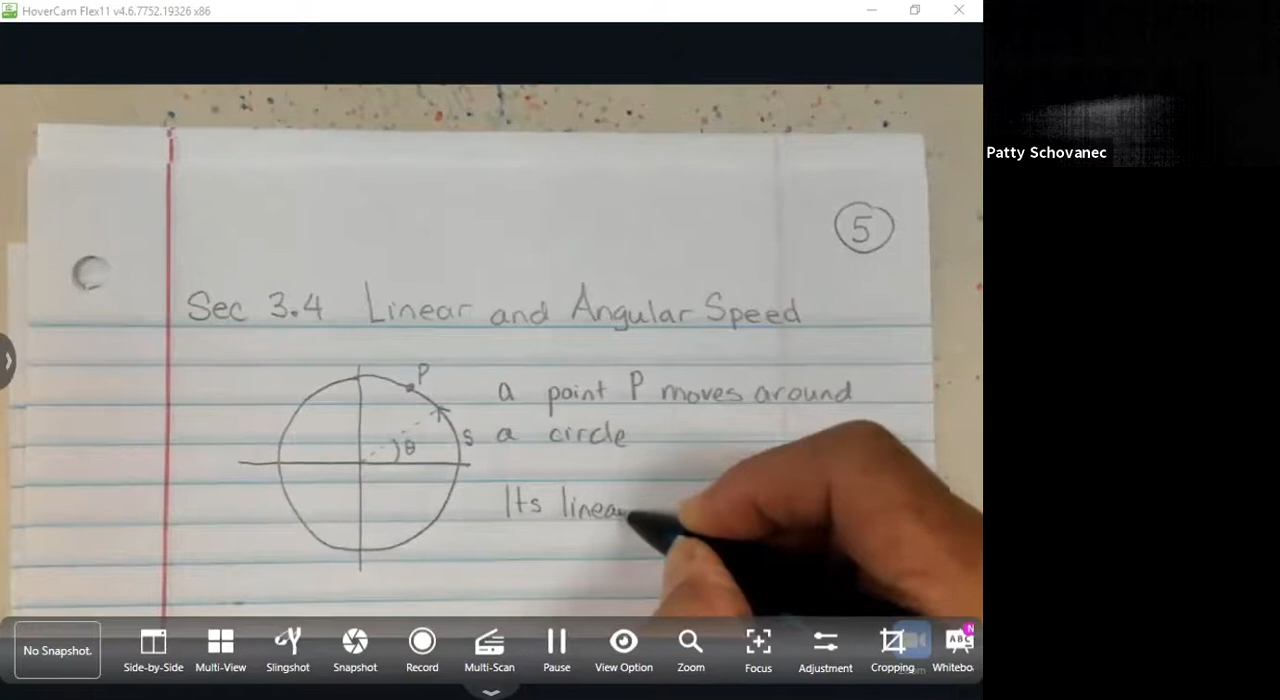 HoverCam Flex11 v4.6.7752.19326 x86
Patty Schovanec
5
Sec 3.4 Linear and Angular Speed
P
a point P moves around
S
a circle
θ
Its linear
No Snapshot.
Side-by-Side
Multi-View
Slingshot
Snapshot
Record
Multi-Scan
Pause
View Option
Zoom
Focus
Adjustment
Cropping
ABC
N